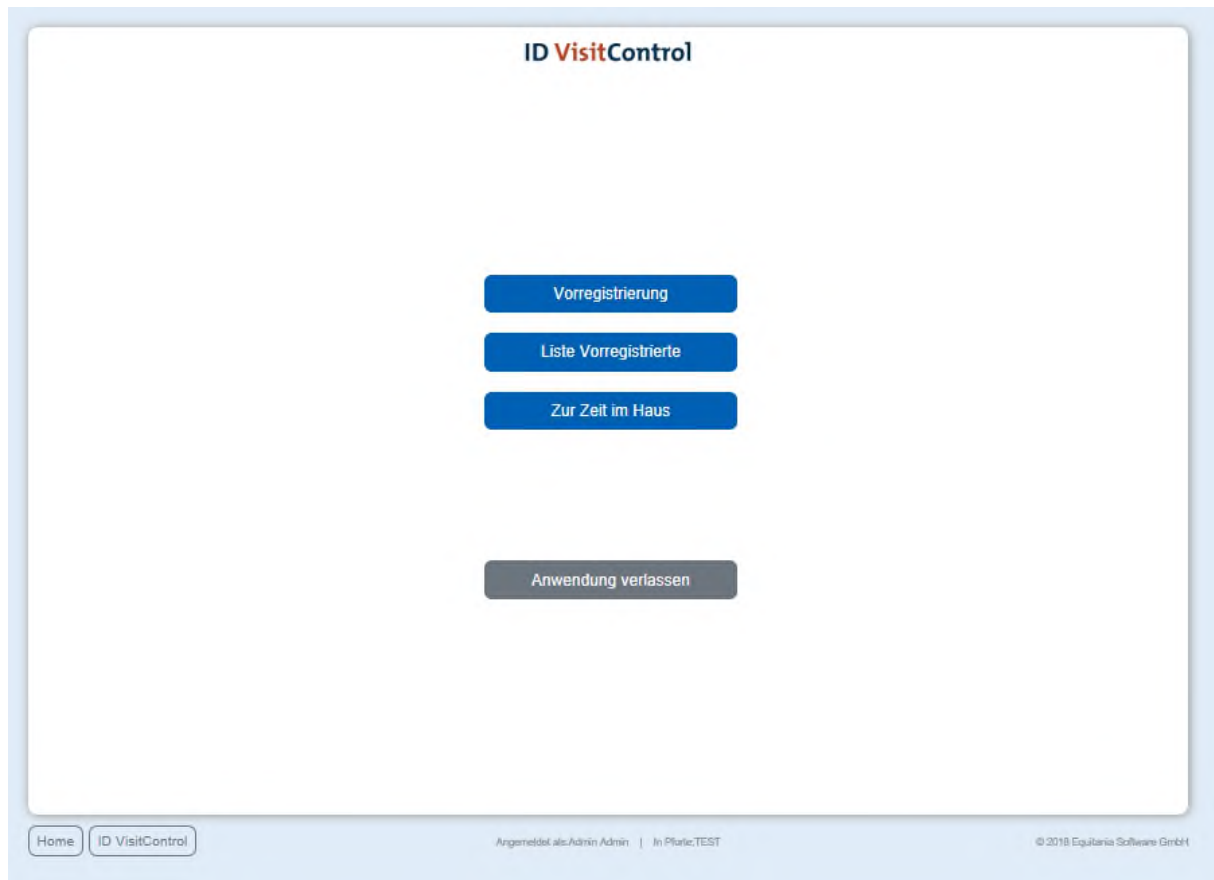 ID VisitControl
Vorregistrierung
Liste Vorregistrierte
Zur Zeit im Haus
Anwendung verlassen
Home ID VisitControl Angemeldet als:Admin Admin | In Pforte:TEST © 2018 Equitania Software GmbH